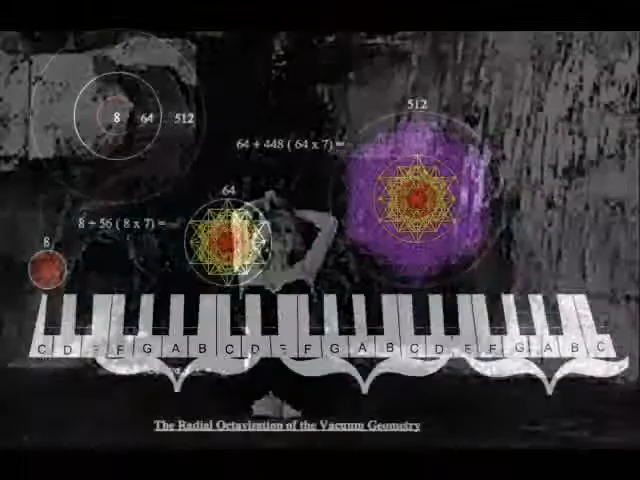 512
8 64 512
64 + 448 ( 64 x 7) =
64
8 + 56 ( 8 x 7) =
8
C D E F G A B C D E F G A B C D E F G A B C
The Radial Octavization of the Vacuum Geometry